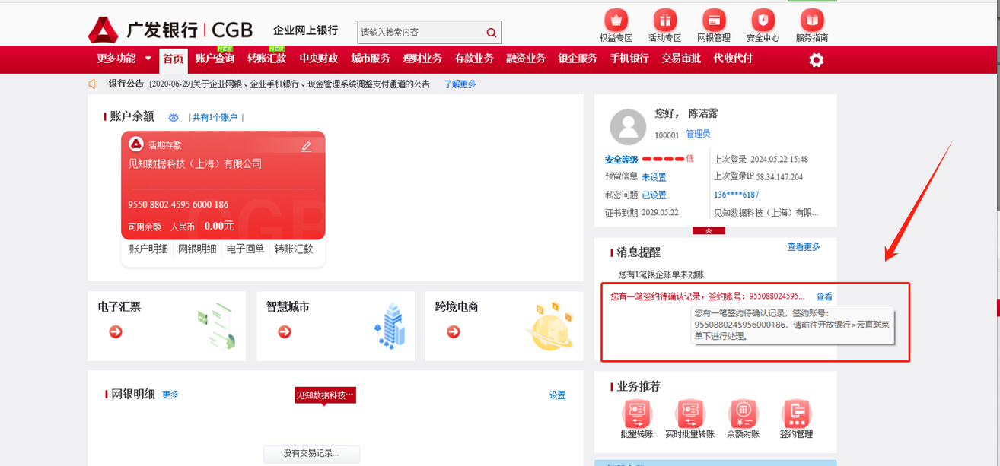 广发银行 | CGB
企业网上银行
请输入搜索内容
权益专区
活动专区
网银管理
安全中心
服务指南
更多功能
首页
账户查询
NEW
转账汇款
NEW
中央财政
城市服务
理财业务
存款业务
融资业务
银企服务
手机银行
交易审批
代收代付
银行公告 [2020-06-29]关于企业网银、企业手机银行、现金管理系统调整支付通道的公告 了解更多
账户余额 | 共有1个账户 |
活期存款
见知数据科技（上海）有限公司
9550 8802 4595 6000 186
可用余额 人民币 0.00元
CGB
账户明细 网银明细 电子回单 转账汇款
电子汇票
智慧城市
跨境电商
网银明细 更多
见知数据科技···
设置
没有交易记录...
您好， 陈洁露
100001 管理员
安全等级 低
预留信息 未设置
私密问题 已设置
证书到期 2029.05.22
上次登录 2024.05.22 15:48
上次登录IP 58.34.147.204
136****6187
见知数据科技（上海）有限...
消息提醒
查看更多
您有1笔银企账单未对账
您有一笔签约待确认记录，签约账号：955088024595... 查看
您有一笔签约待确认记录，签约账号：
9550880245956000186，请前往开放银行>云直联菜
单下进行处理。
业务推荐
批量转账
实时批量转账
余额对账
签约管理